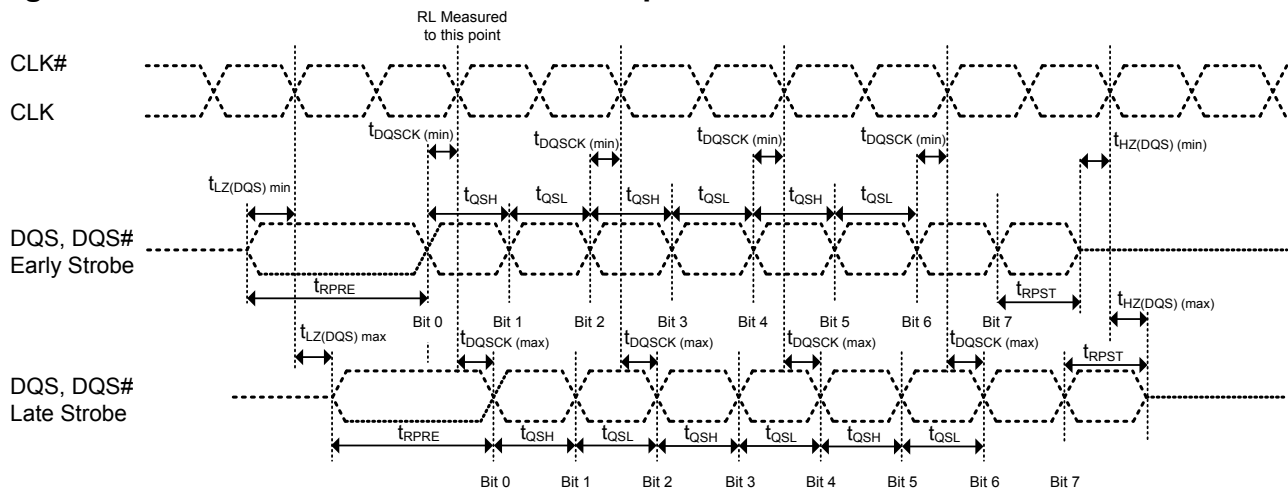 RL Measured
to this point
CLK#
CLK
tDQSCK (min) tDQSCK (min) tDQSCK (min) tDQSCK (min) tHZ(DQS) (min)
tLZ(DQS) min
tQSH tQSL tQSH tQSL tQSH tQSL
DQS, DQS#
Early Strobe
tRPRE tRPST
Bit 0 Bit 1 Bit 2 Bit 3 Bit 4 Bit 5 Bit 6 Bit 7
tHZ(DQS) (max)
tLZ(DQS) max tDQSCK (max) tDQSCK (max) tDQSCK (max) tDQSCK (max) tRPST
DQS, DQS#
Late Strobe
tRPRE tQSH tQSL tQSH tQSL tQSH tQSL
Bit 0 Bit 1 Bit 2 Bit 3 Bit 4 Bit 5 Bit 6 Bit 7